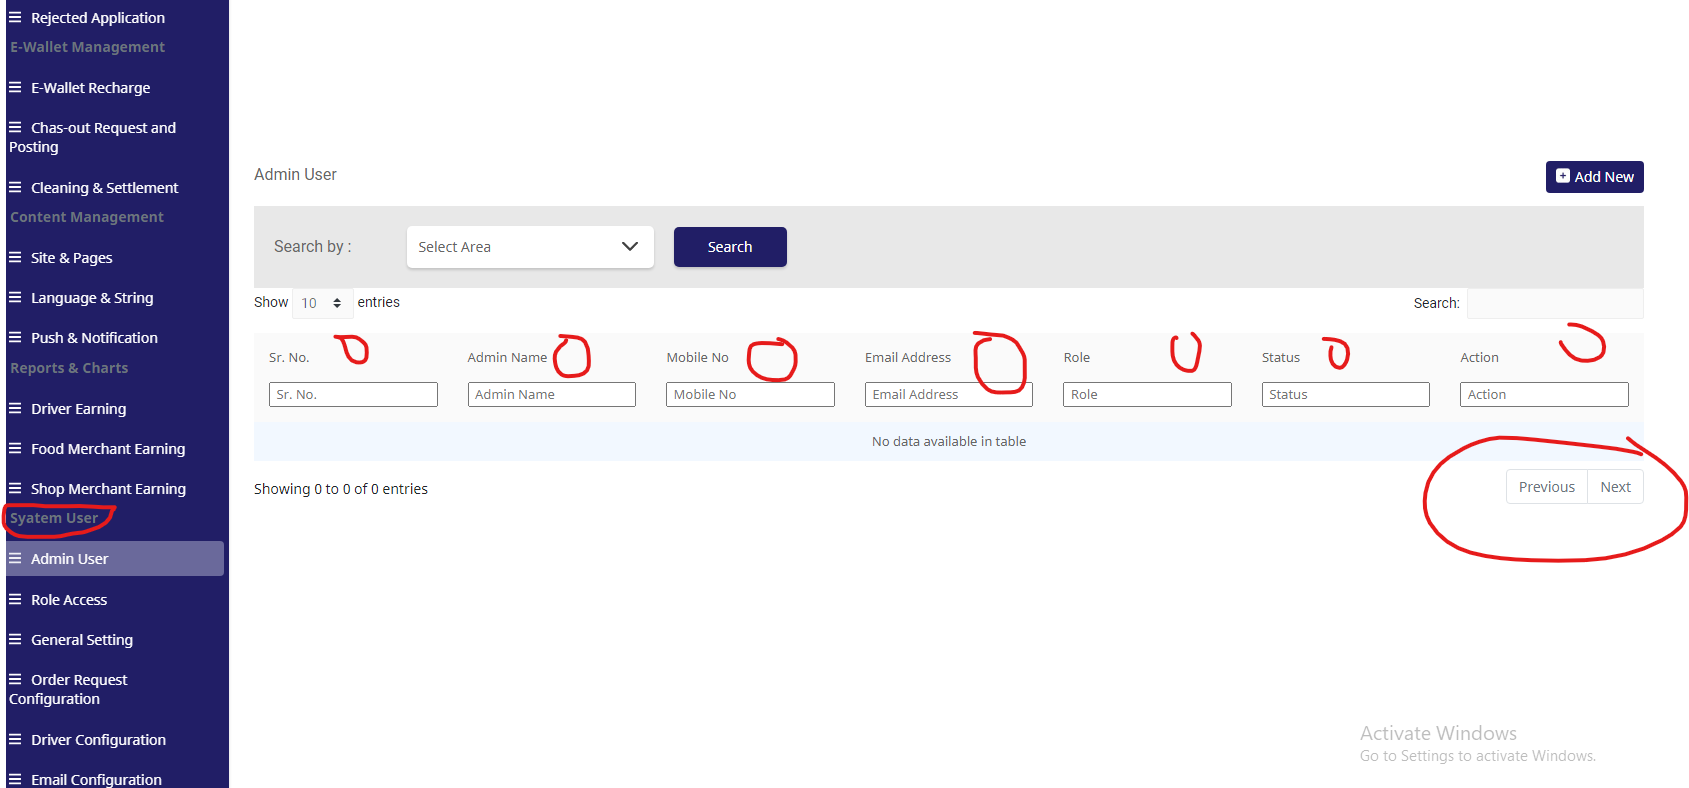 Rejected Application
E-Wallet Management
E-Wallet Recharge
Chas-out Request and
Posting
Cleaning & Settlement
Content Management
Site & Pages
Language & String
Push & Notification
Reports & Charts
Driver Earning
Food Merchant Earning
Shop Merchant Earning
Syatem User
Admin User
Role Access
General Setting
Order Request
Configuration
Driver Configuration
Email Configuration
Admin User
Add New
Search by :
Select Area
Search
Show 10 entries
Search:
Sr. No. Admin Name Mobile No Email Address Role Status Action
Sr. No. Admin Name Mobile No Email Address Role Status Action
No data available in table
Showing 0 to 0 of 0 entries
Previous Next
Activate Windows
Go to Settings to activate Windows.